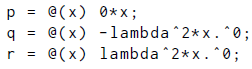 p = @(x) 0*x;
q = @(x) -lambda^2*x.^0;
r = @(x) lambda^2*x.^0;